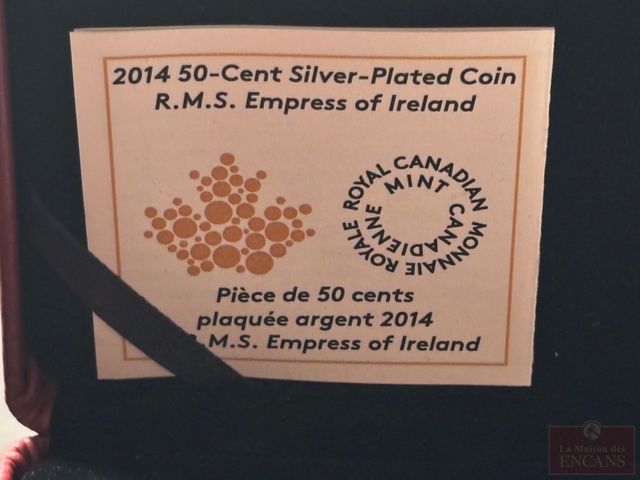 2014 50-Cent Silver-Plated Coin
R.M.S. Empress of Ireland
ROYAL CANADIAN MINT
MONNAIE ROYALE CANADIENNE
Pièce de 50 cents
plaquée argent 2014
R.M.S. Empress of Ireland
La Maison des
ENCANS